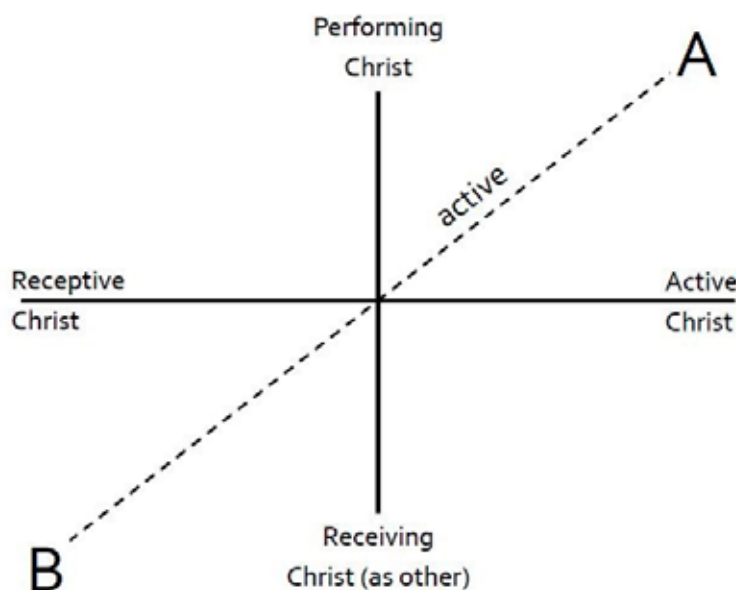 Performing
Christ
A
active
Receptive
Christ
Active
Christ
B
Receiving
Christ (as other)